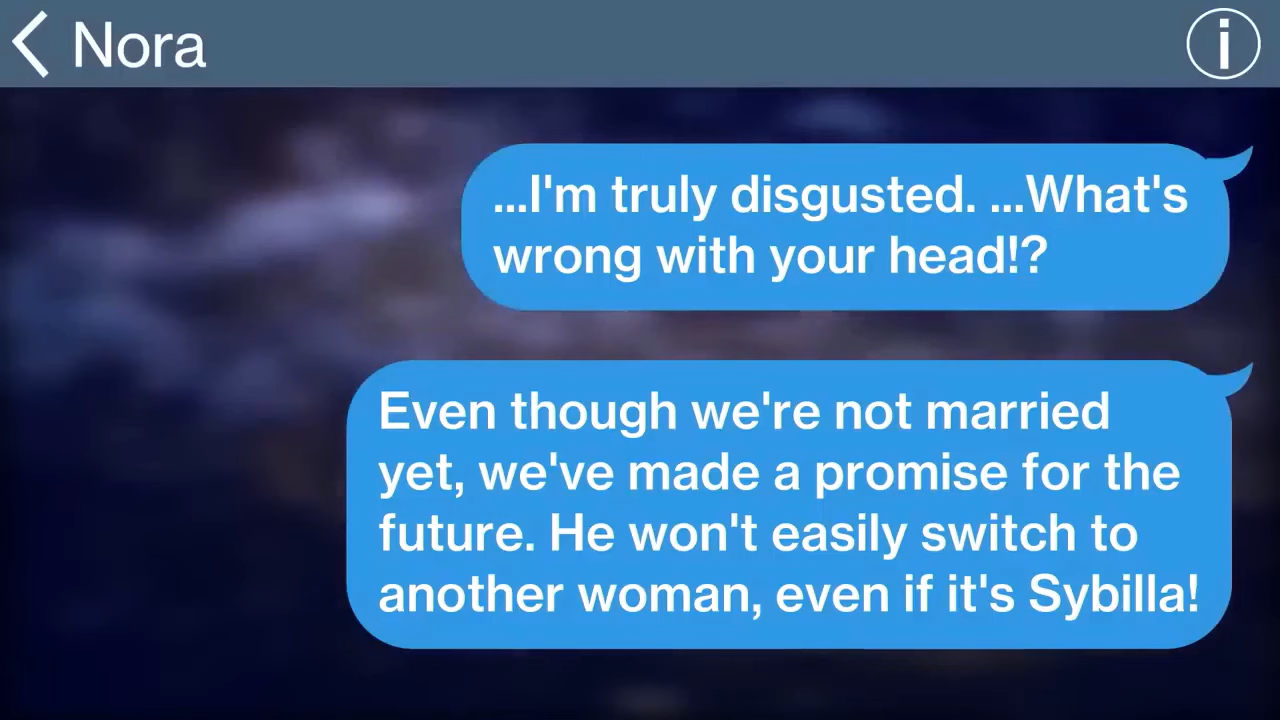 Nora
i
...I'm truly disgusted. ...What's
wrong with your head!?
Even though we're not married
yet, we've made a promise for the
future. He won't easily switch to
another woman, even if it's Sybilla!